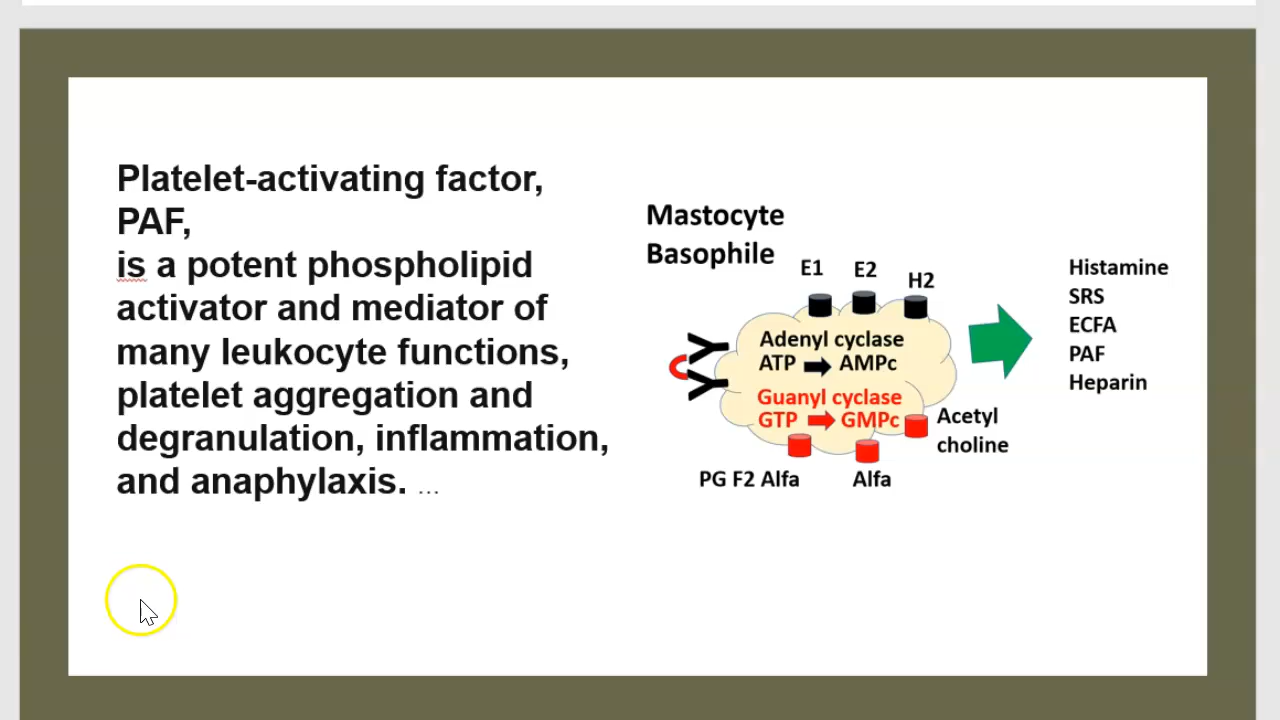 Platelet-activating factor,
PAF,
is a potent phospholipid
activator and mediator of
many leukocyte functions,
platelet aggregation and
degranulation, inflammation,
and anaphylaxis. ...
Mastocyte
Basophile
E1
E2
H2
Adenyl cyclase
ATP AMPc
Guanyl cyclase
GTP GMPc
Acetyl
choline
PG F2 Alfa
Alfa
Histamine
SRS
ECFA
PAF
Heparin